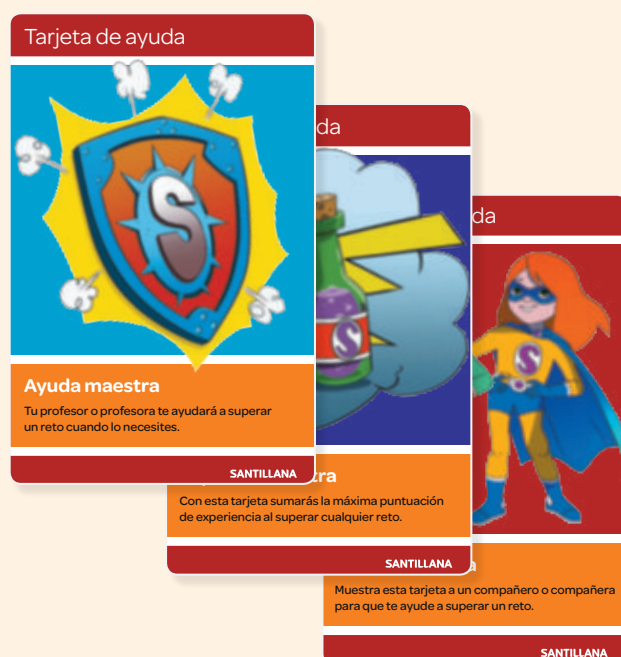 Tarjeta de ayuda
S
Ayuda maestra
Tu profesor o profesora te ayudará a superar
un reto cuando lo necesites.
SANTILLANA
da
S
tra
Con esta tarjeta sumarás la máxima puntuación
de experiencia al superar cualquier reto.
SANTILLANA
da
S
a
Muestra esta tarjeta a un compañero o compañera
para que te ayude a superar un reto.
SANTILLANA